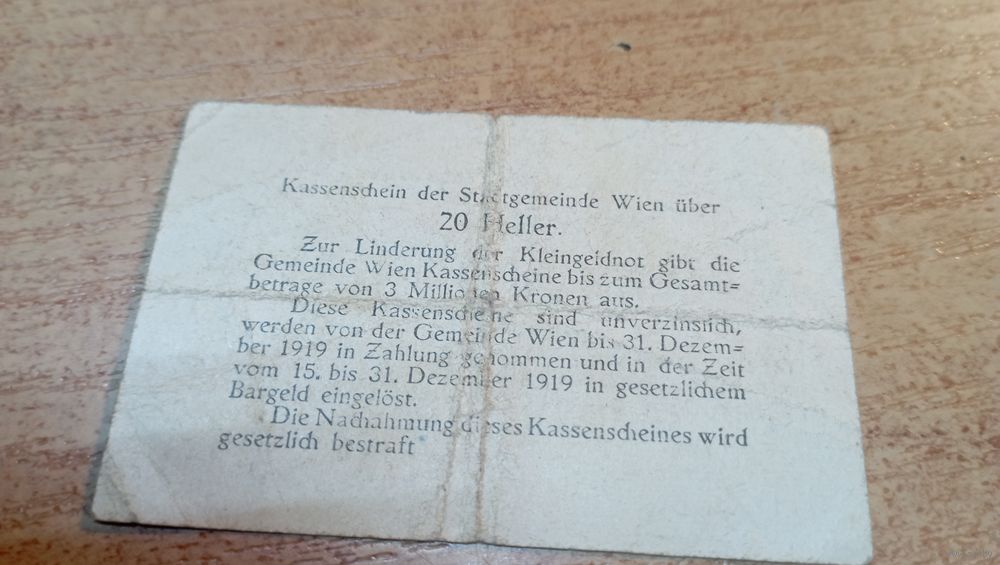 Kassenschein der Stadtgemeinde Wien über
20 Heller.
Zur Linderung der Kleingeldnot gibt die
Gemeinde Wien Kassenscheine bis zum Gesamt=
betrage von 3 Millionen Kronen aus.
Diese Kassenscheine sind unverzinslich,
werden von der Gemeinde Wien bis 31. Dezem=
ber 1919 in Zahlung genommen und in der Zeit
vom 15. bis 31. Dezember 1919 in gesetzlichem
Bargeld eingelöst.
Die Nachahmung dieses Kassenscheines wird
gesetzlich bestraft